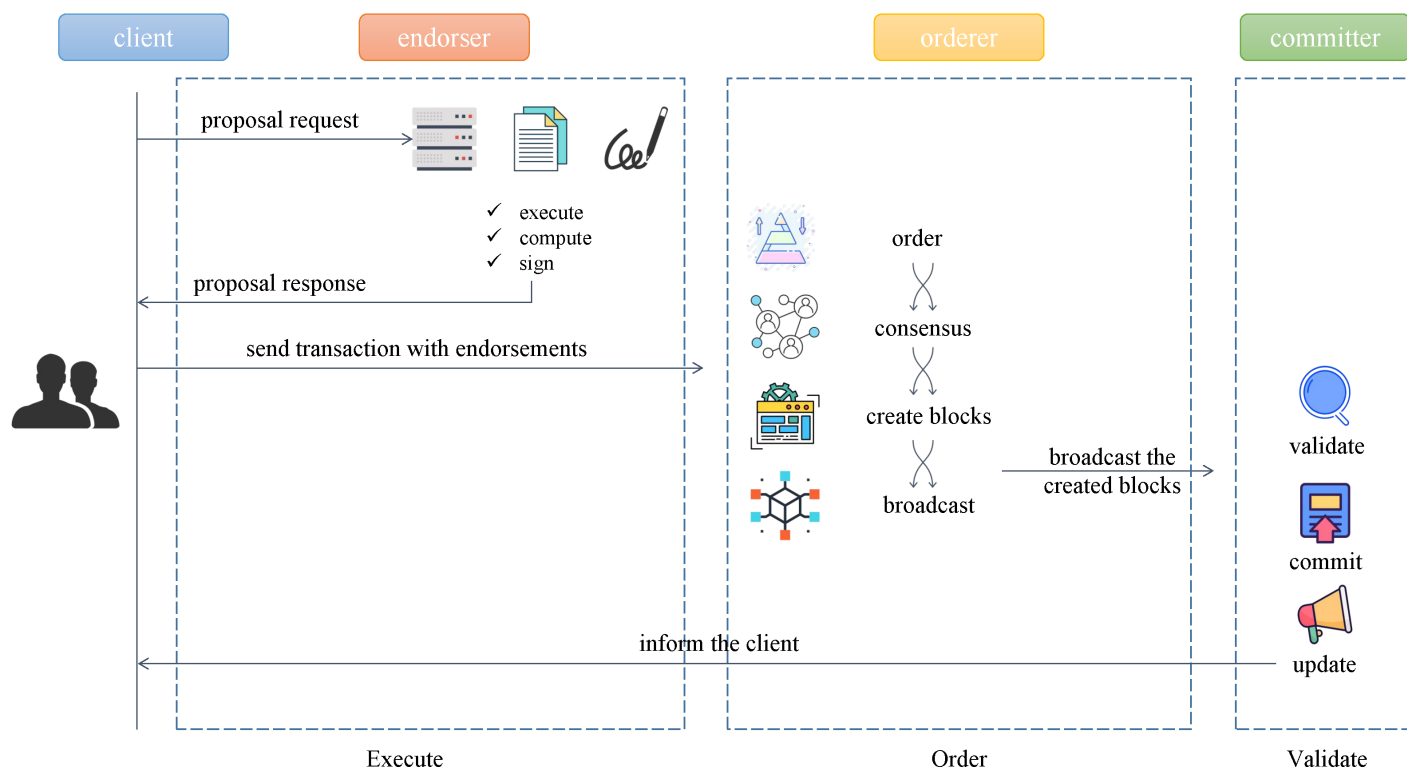 client
endorser
orderer
committer
proposal request
execute
compute
sign
proposal response
send transaction with endorsements
order
consensus
create blocks
broadcast
broadcast the
created blocks
validate
commit
update
inform the client
Execute
Order
Validate